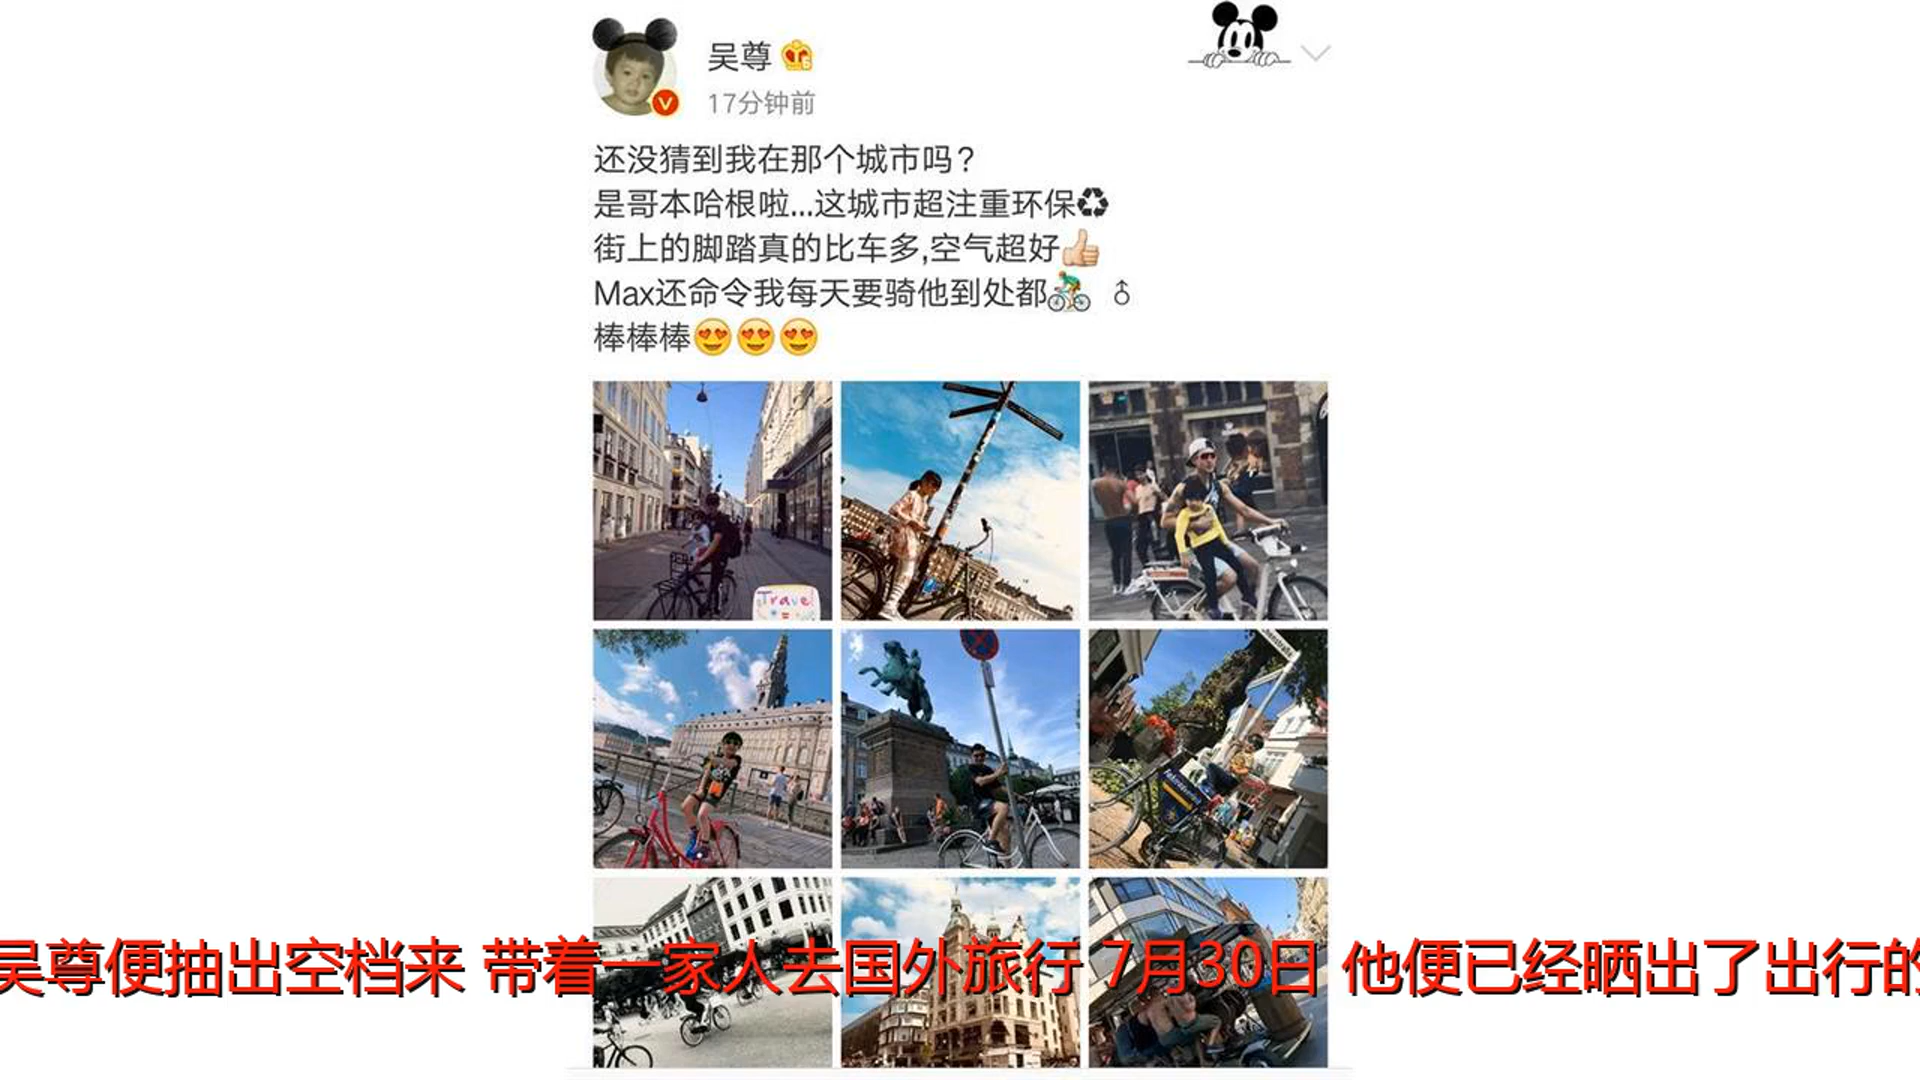 吴尊
17分钟前
还没猜到我在那个城市吗？
是哥本哈根啦...这城市超注重环保♻
街上的脚踏真的比车多,空气超好👍
Max还命令我每天要骑他到处都🚴 ♂
棒棒棒😍😍😍
Travel
吴尊便抽出空档来 带着一家人去国外旅行 7月30日 他便已经晒出了出行的